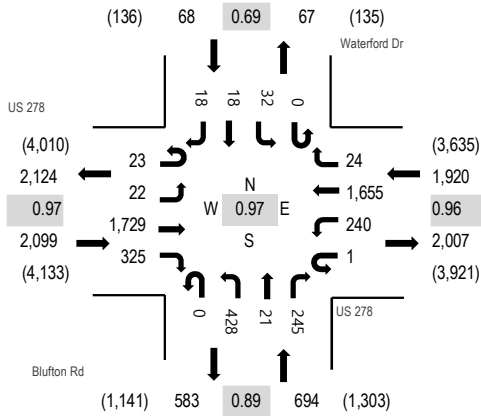 (136) 68 0.69 67 (135)
Waterford Dr
US 278
18 18 32 0
(4,010) (3,635)
23 24
2,124 1,920
22 N 1,655
0.97 W 0.97 E 0.96
1,729 S 240
2,099 2,007
325 1
(4,133) (3,921)
0 428 21 245
US 278
Blufton Rd
(1,141) 583 0.89 694 (1,303)